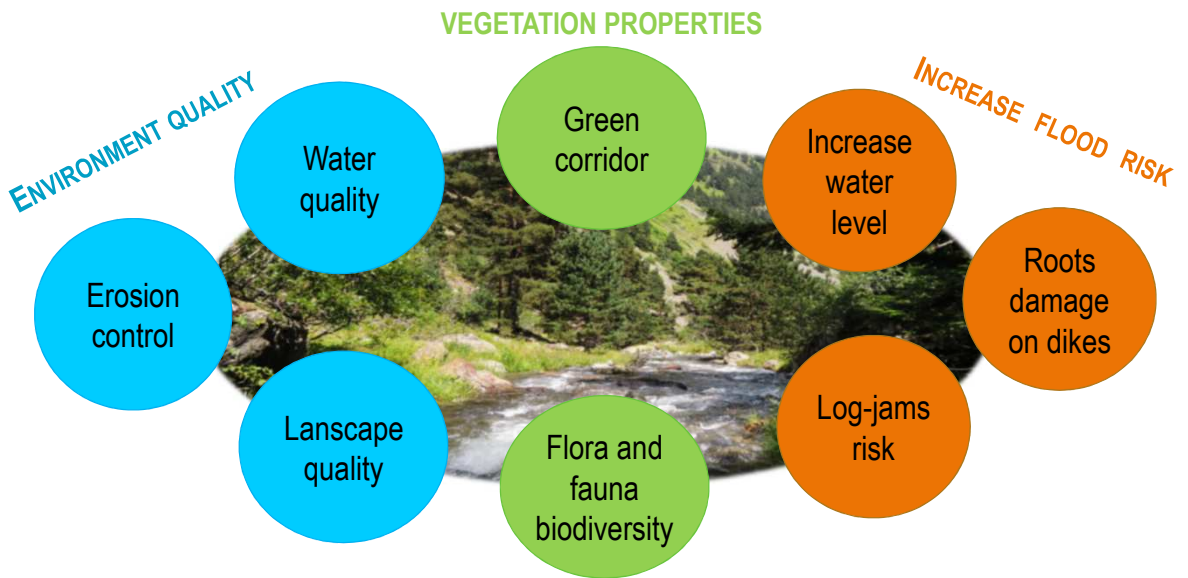 VEGETATION PROPERTIES
ENVIRONMENT QUALITY
INCREASE FLOOD RISK
Green
corridor
Water
quality
Increase
water
level
Erosion
control
Roots
damage
on dikes
Lanscape
quality
Log-jams
risk
Flora and
fauna
biodiversity